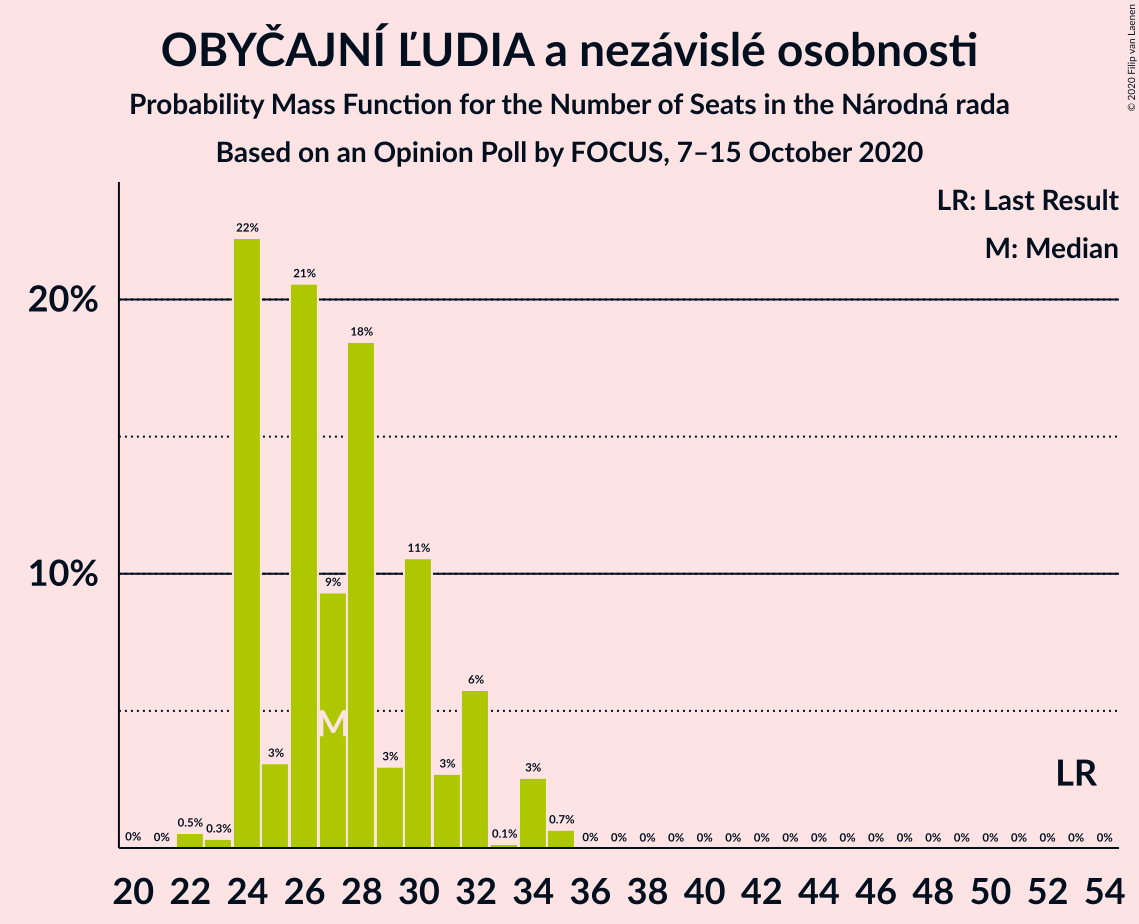 OBYČAJNÍ ĽUDIA a nezávislé osobnosti
Probability Mass Function for the Number of Seats in the Národná rada
Based on an Opinion Poll by FOCUS, 7–15 October 2020
© 2020 Filip van Laenen
LR: Last Result
M: Median
20%
10%
0% 0% 0.5% 0.3% 22% 3% 21% 9% 18% 3% 11% 3% 6% 0.1% 3% 0.7% 0% 0% 0% 0% 0% 0% 0% 0% 0% 0% 0% 0% 0% 0% 0% 0% 0% 0% 0%
M
LR
20 22 24 26 28 30 32 34 36 38 40 42 44 46 48 50 52 54